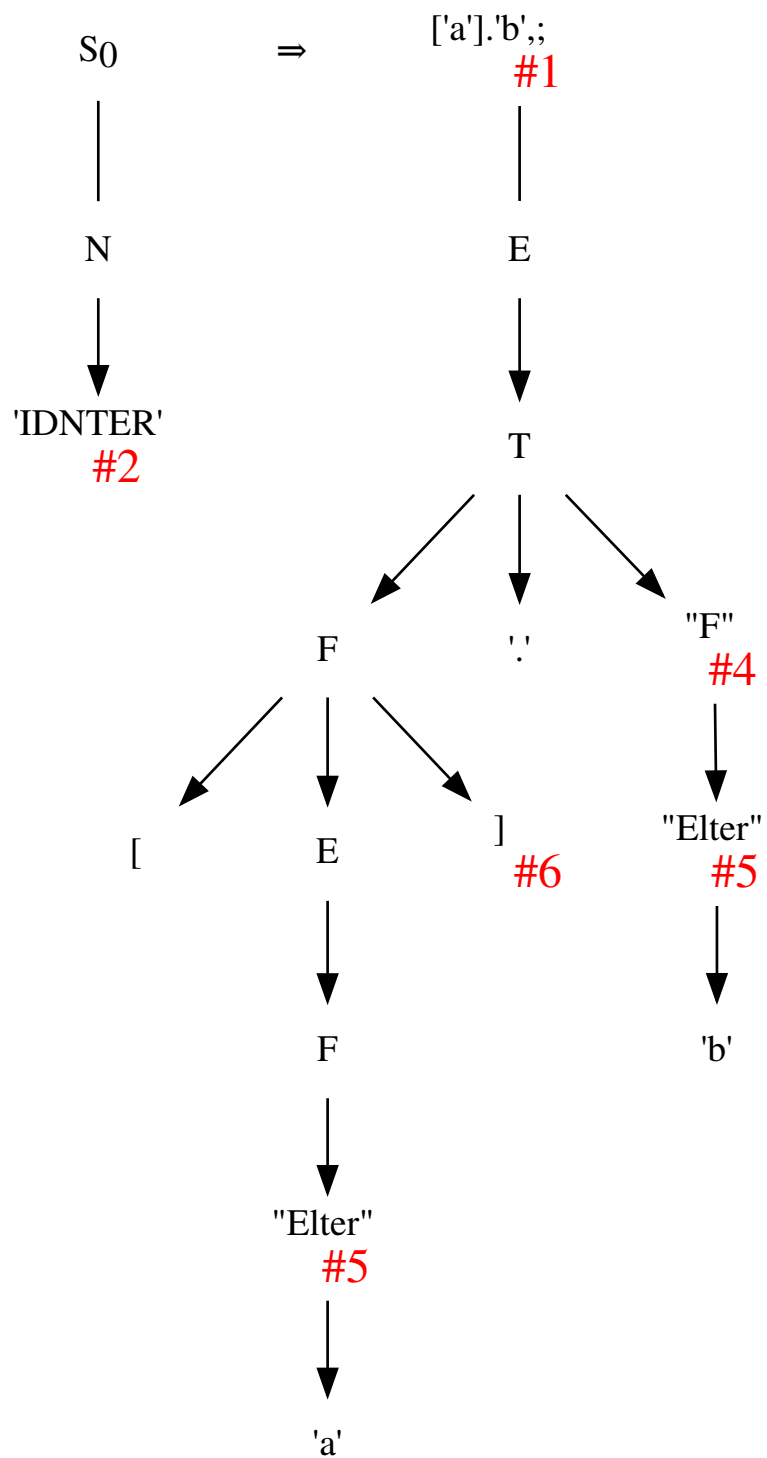 S0 ⇒ ['a'].'b',;
#1
N E
'IDNTER'
#2
T
F '.' "F"
#4
[ E ] "Elter"
#6 #5
F 'b'
"Elter"
#5
'a'